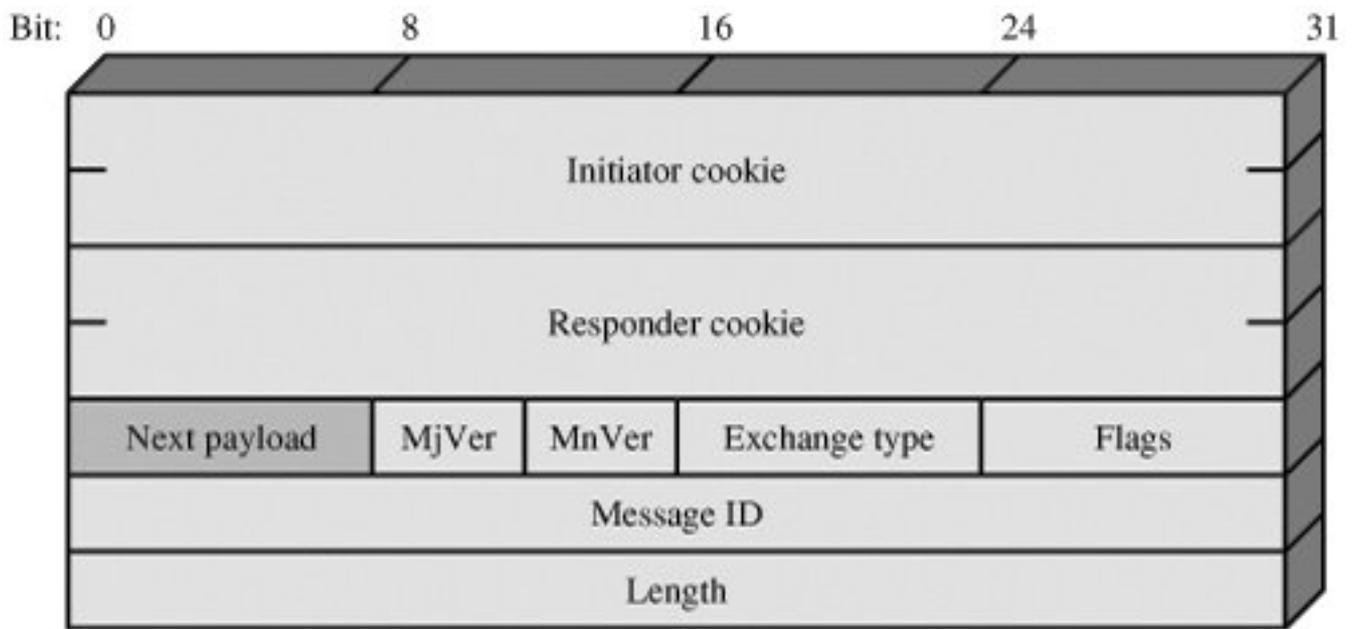 Bit: 0 8 16 24 31
Initiator cookie
Responder cookie
Next payload MjVer MnVer Exchange type Flags
Message ID
Length